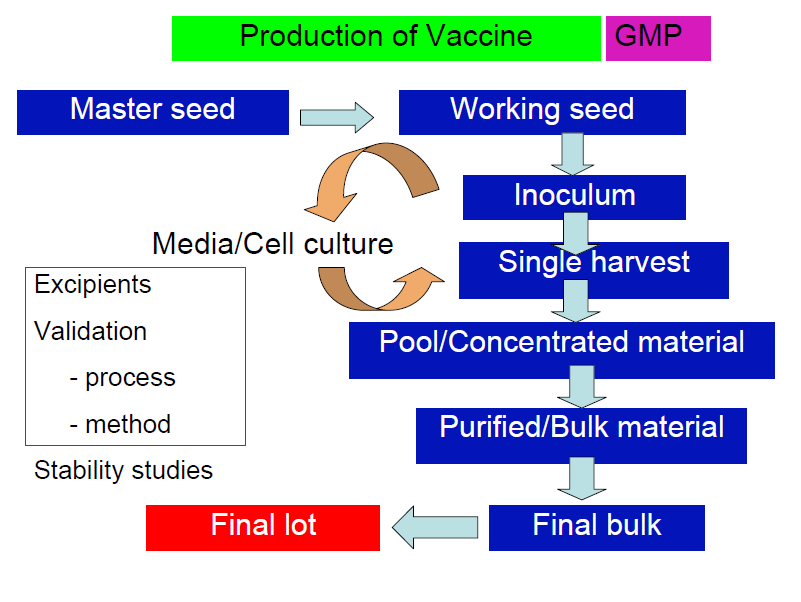 Production of Vaccine
GMP
Master seed
Working seed
Inoculum
Media/Cell culture
Single harvest
Excipients
Validation
- process
- method
Stability studies
Pool/Concentrated material
Purified/Bulk material
Final lot
Final bulk